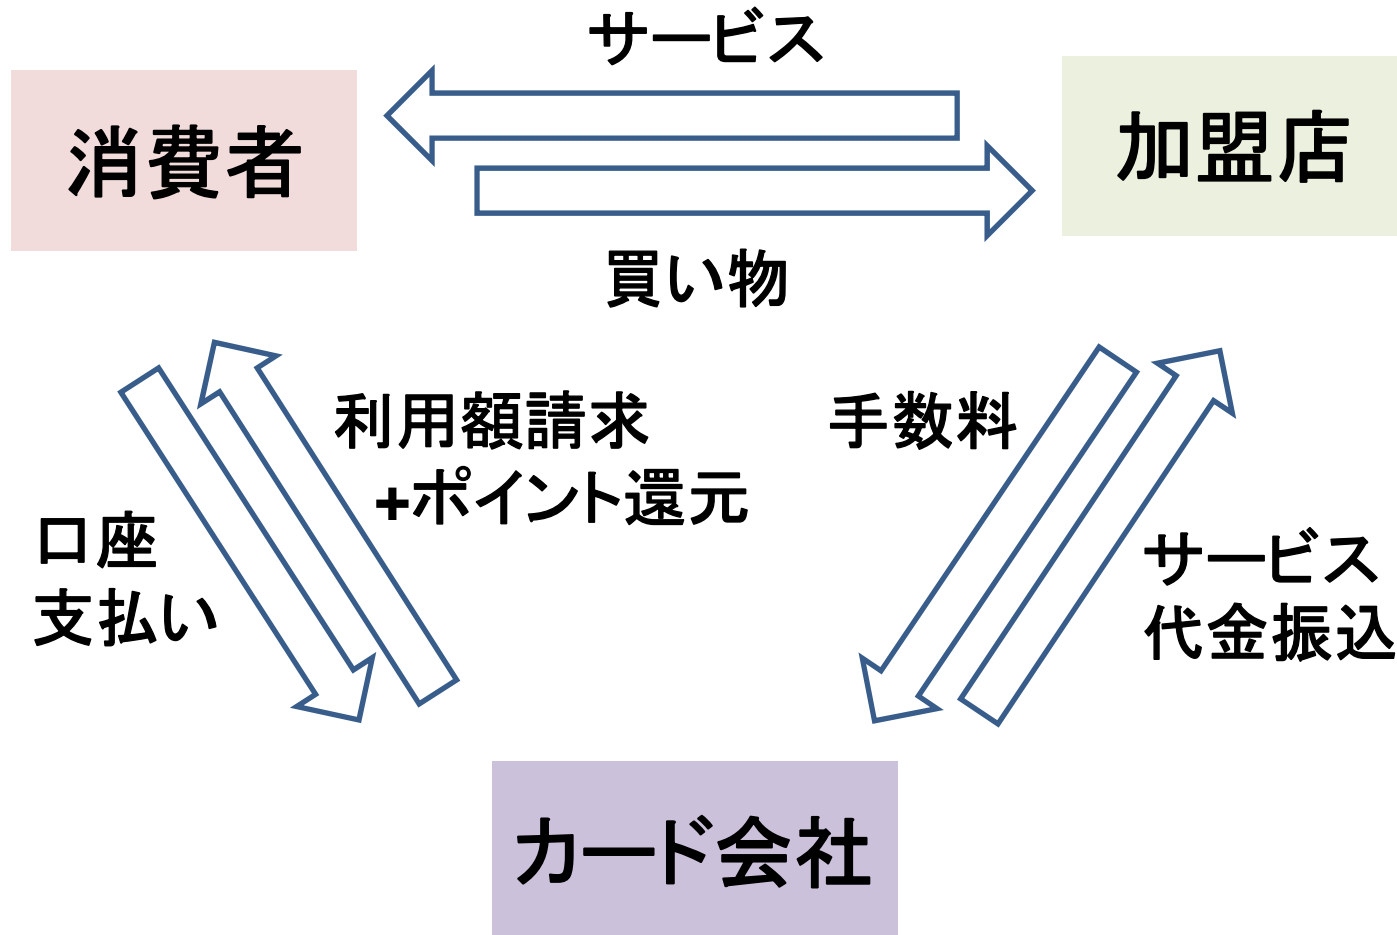 サービス
消費者
加盟店
買い物
利用額請求
+ポイント還元
手数料
口座
支払い
サービス
代金振込
カード会社